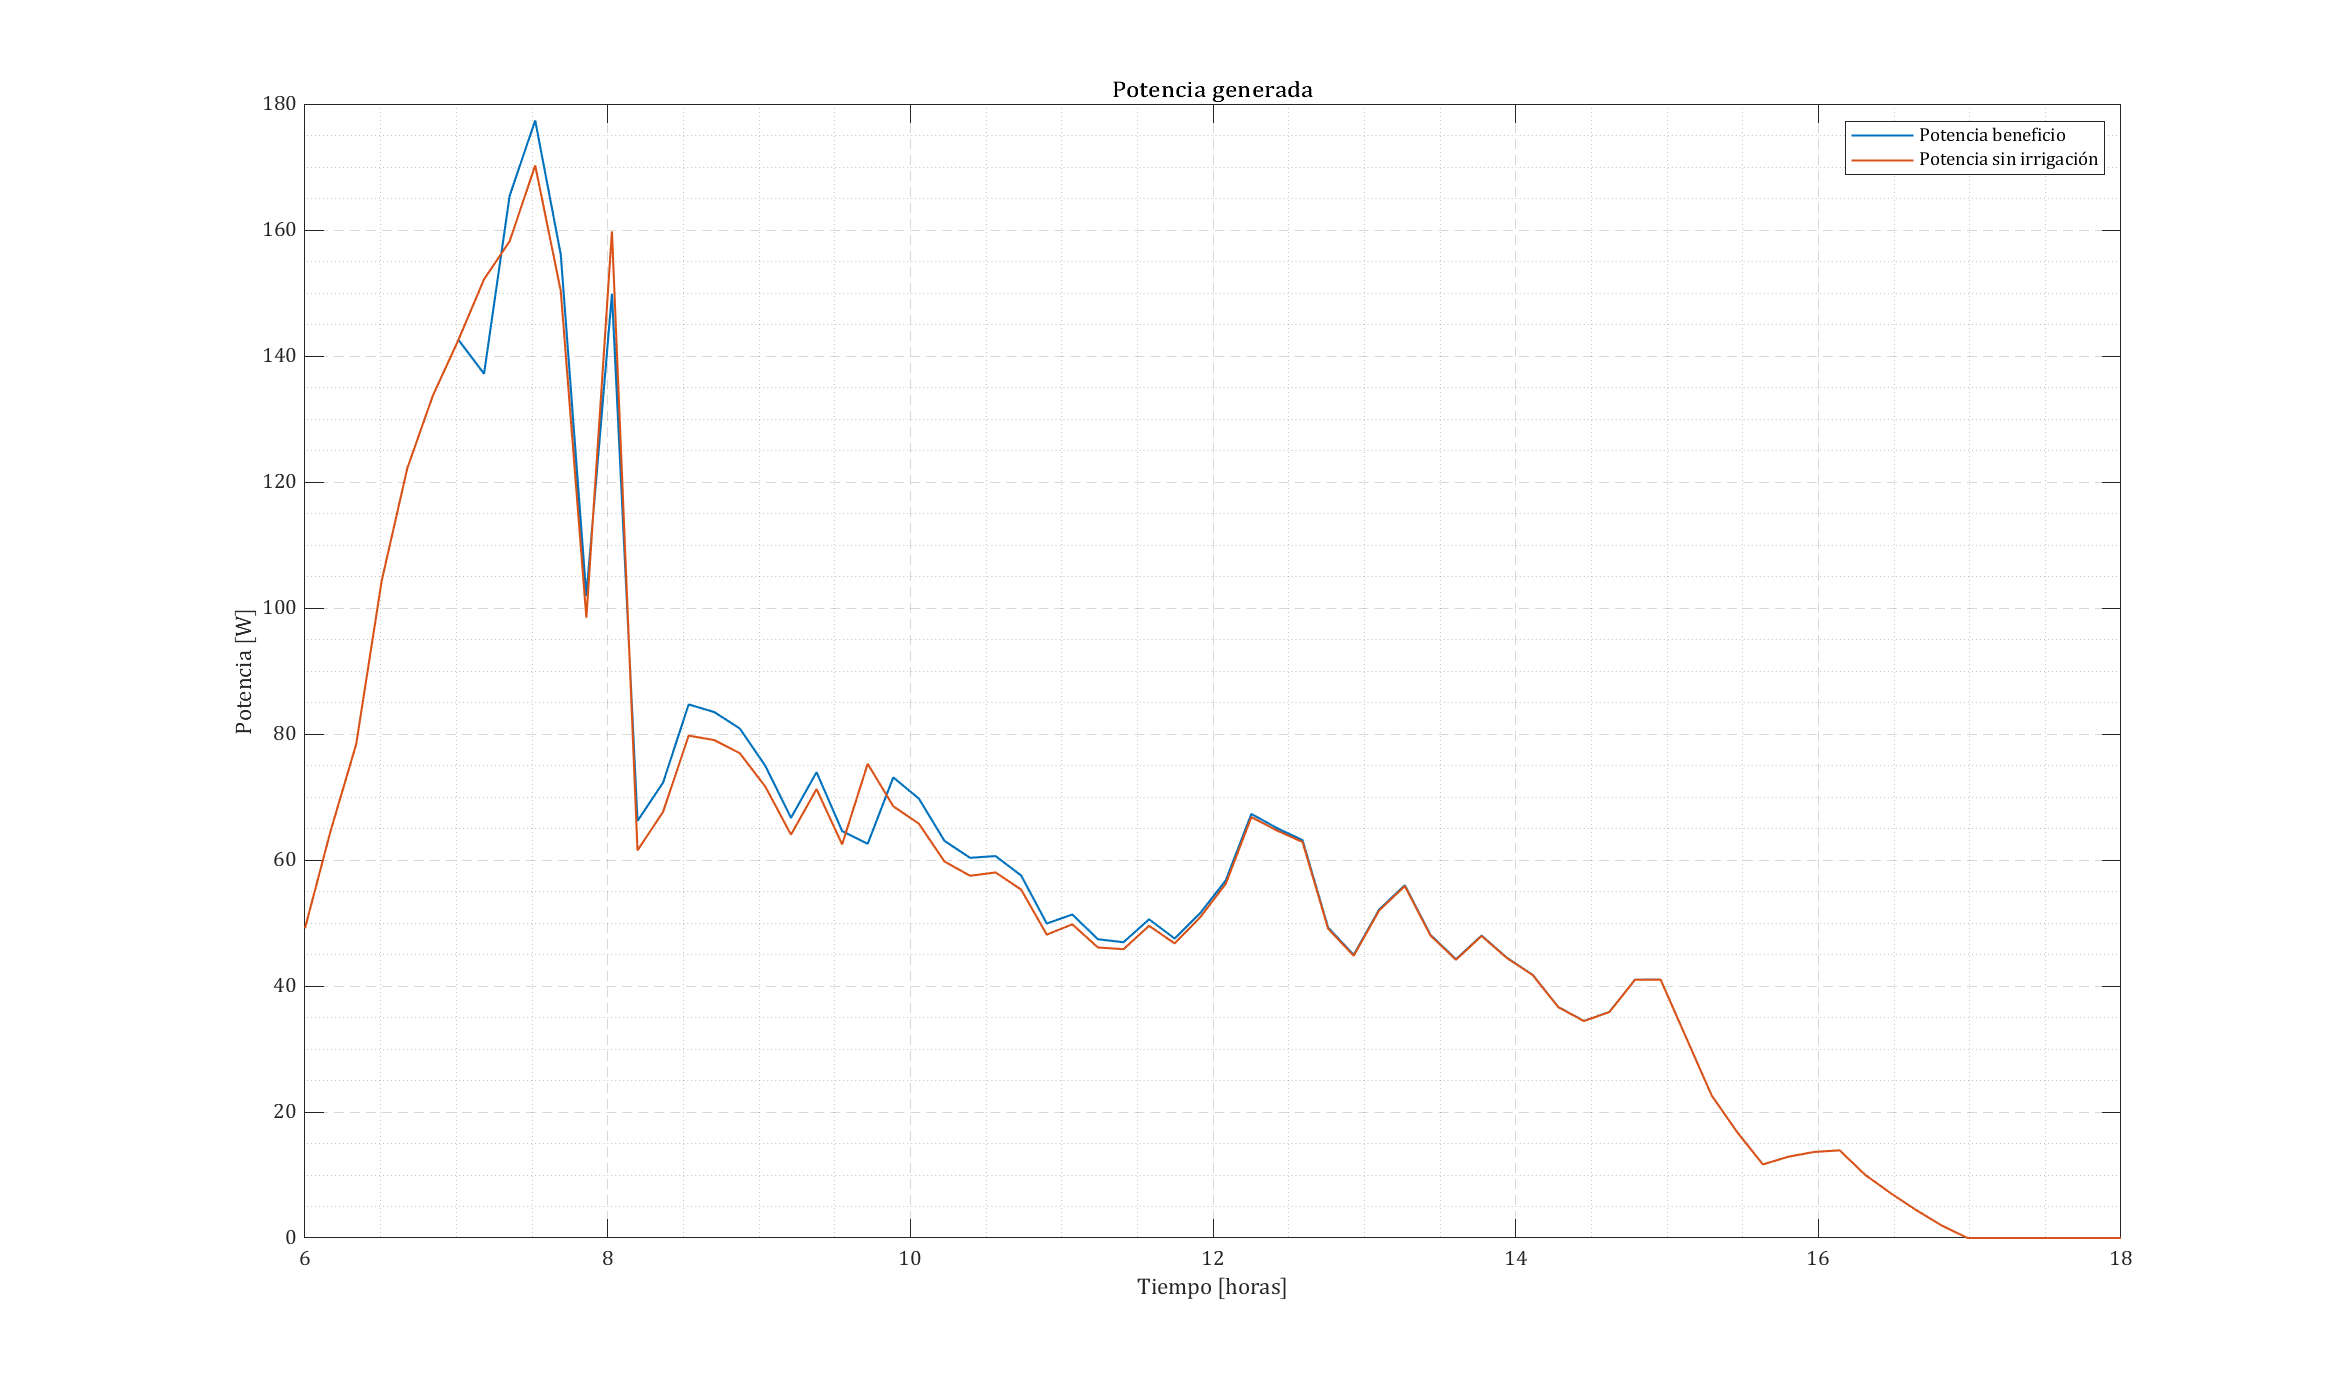 Potencia generada
180
160
140
120
100
80
60
40
20
0
Potencia [W]
Potencia beneficio
Potencia sin irrigación
6 8 10 12 14 16 18
Tiempo [horas]